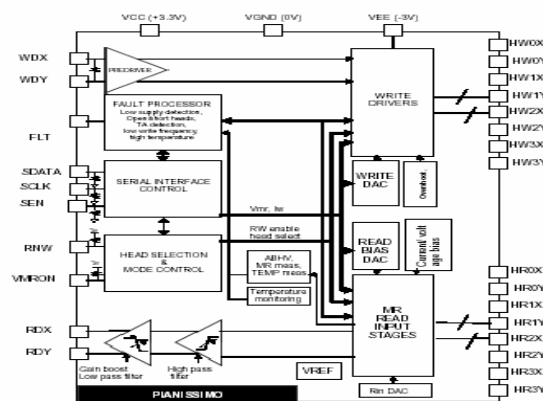 VCC (+3.3V)
VGND (0V)
VEE (-3V)
WDX
WDY
PREDRIVER
FAULT PROCESSOR
Low supply detection,
Open/short heads,
TA detection,
low write frequency,
high temperature
FLT
SDATA
SCLK
SEN
SERIAL INTERFACE
CONTROL
RNW
VMRON
HEAD SELECTION
&
MODE CONTROL
Vmr, Iw
RW enable
head select
ABHV,
MR meas,
TEMP meas
Temperature
monitoring
WRITE
DRIVERS
WRITE
DAC
Overshoot,
READ
BIAS
DAC
Current/volt
age bias
MR
READ
INPUT
STAGES
VREF
Rin DAC
RDX
RDY
Gain boost
Low pass filter
High pass
filter
PIANISSIMO
HW0X
HW0Y
HW1X
HW1Y
HW2X
HW2Y
HW3X
HW3Y
HR0X
HR0Y
HR1X
HR1Y
HR2X
HR2Y
HR3X
HR3Y